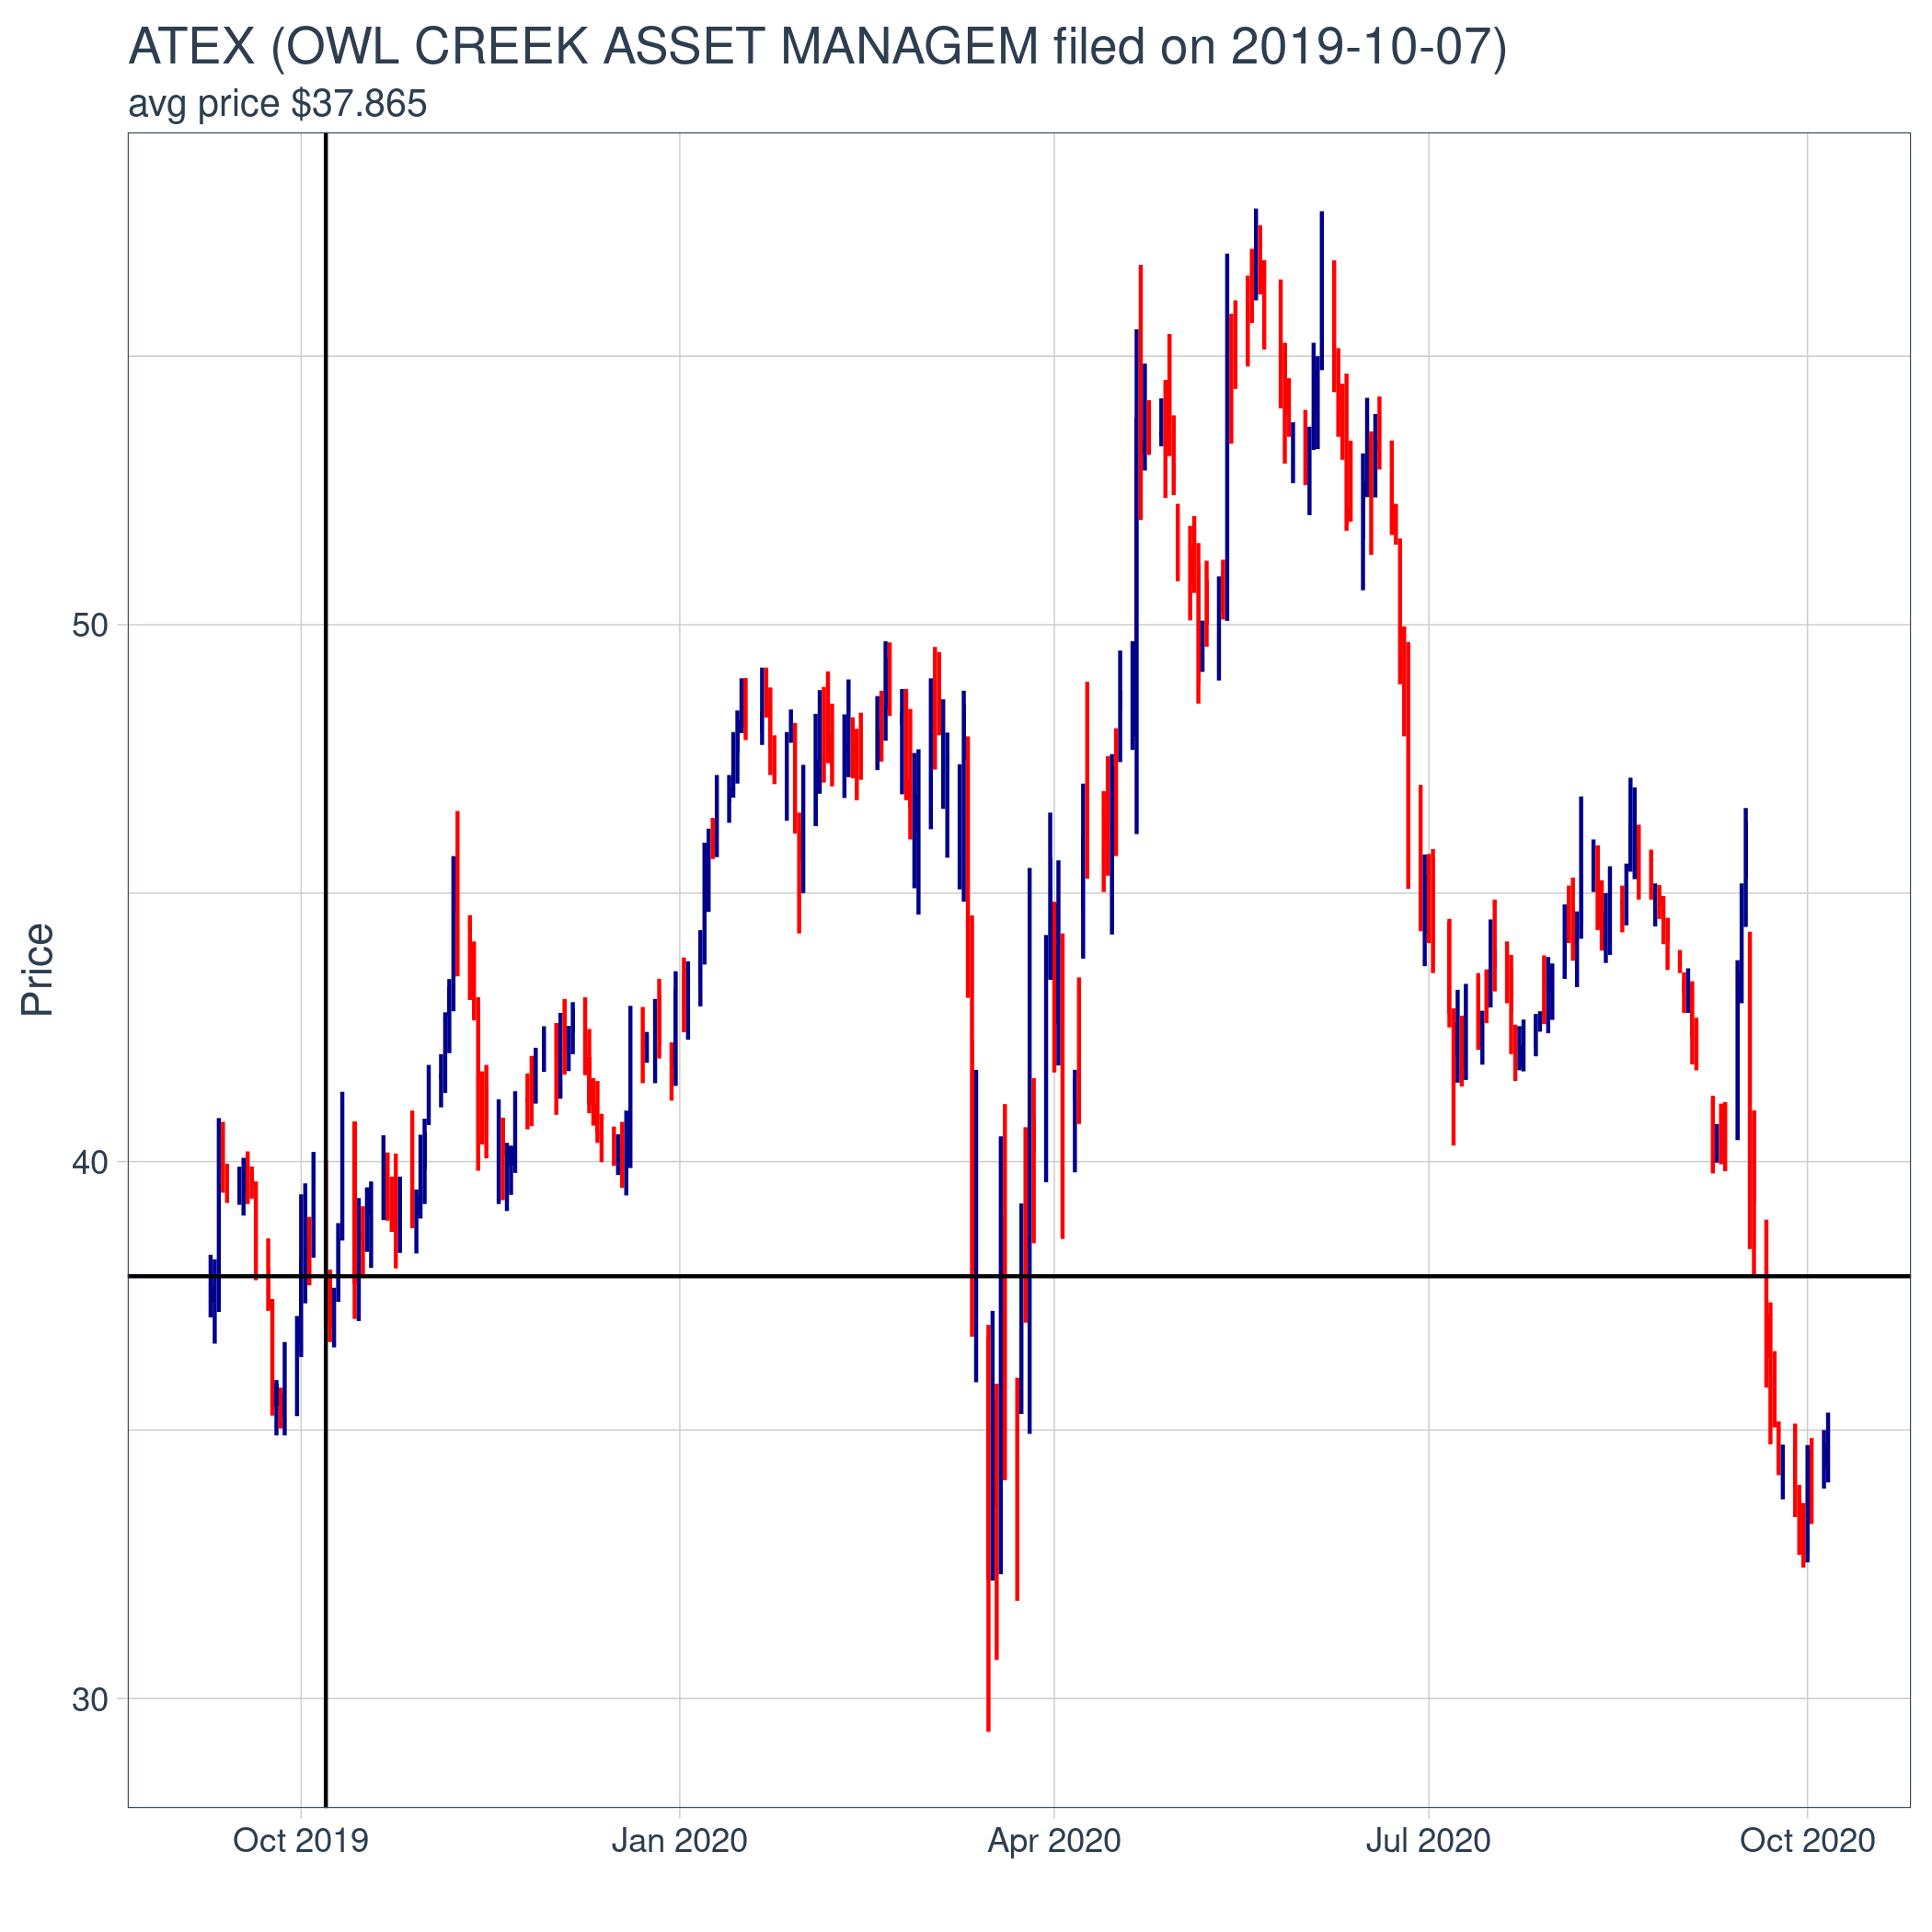 ATEX (OWL CREEK ASSET MANAGEM filed on 2019-10-07)
avg price $37.865
Price
50
40
30
Oct 2019
Jan 2020
Apr 2020
Jul 2020
Oct 2020